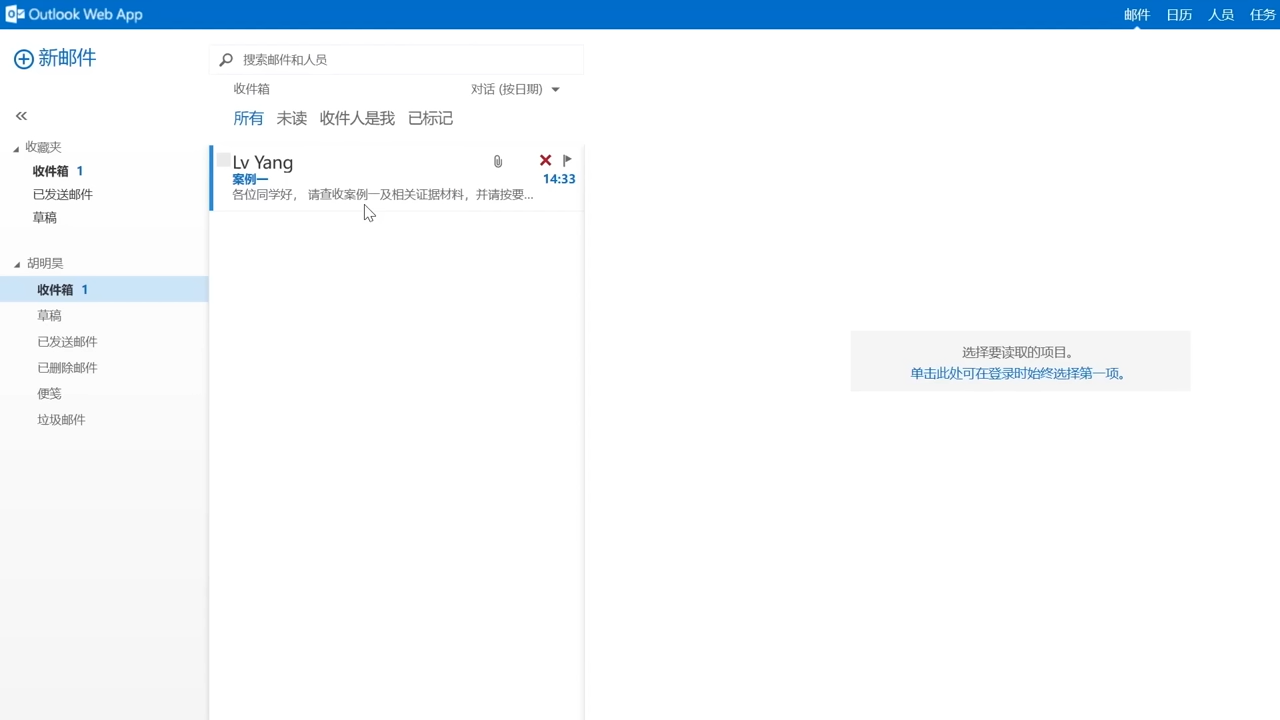 Outlook Web App
邮件 日历 人员 任务
新邮件
搜索邮件和人员
收件箱 对话 (按日期)
所有 未读 收件人是我 已标记
«
收藏夹
收件箱 1
已发送邮件
草稿
胡明昊
收件箱 1
草稿
已发送邮件
已删除邮件
便笺
垃圾邮件
Lv Yang
案例一 14:33
各位同学好， 请查收案例一及相关证据材料，并请按要...
选择要读取的项目。
单击此处可在登录时始终选择第一项。